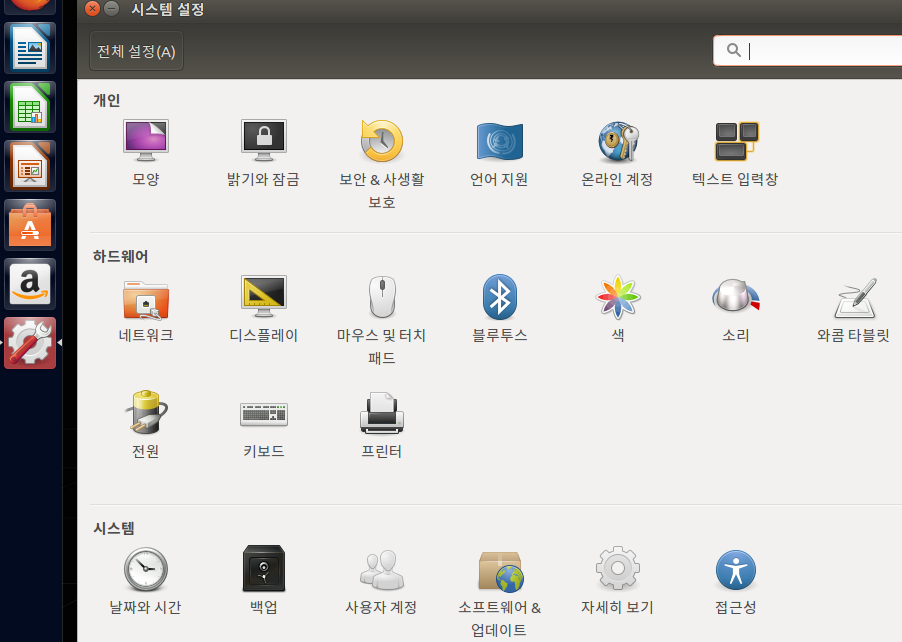 시스템 설정
전체 설정(A)
개인
모양
밝기와 잠금
보안 & 사생활
보호
언어 지원
온라인 계정
텍스트 입력창
하드웨어
네트워크
디스플레이
마우스 및 터치
패드
블루투스
색
소리
와콤 타블릿
전원
키보드
프린터
시스템
날짜와 시간
백업
사용자 계정
소프트웨어 &
업데이트
자세히 보기
접근성
A
a